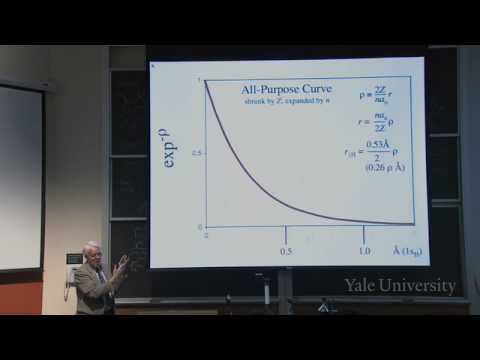 All-Purpose Curve
shrunk by Z; expanded by n
ρ ≡ 2Z/na₀ r
r = na₀/2Z ρ
r(H) = 0.53Å/2 ρ
(0.26 ρ Å)
exp-ρ
1
0.5
0
0
0.5
1.0
Å (1sH)
Yale University